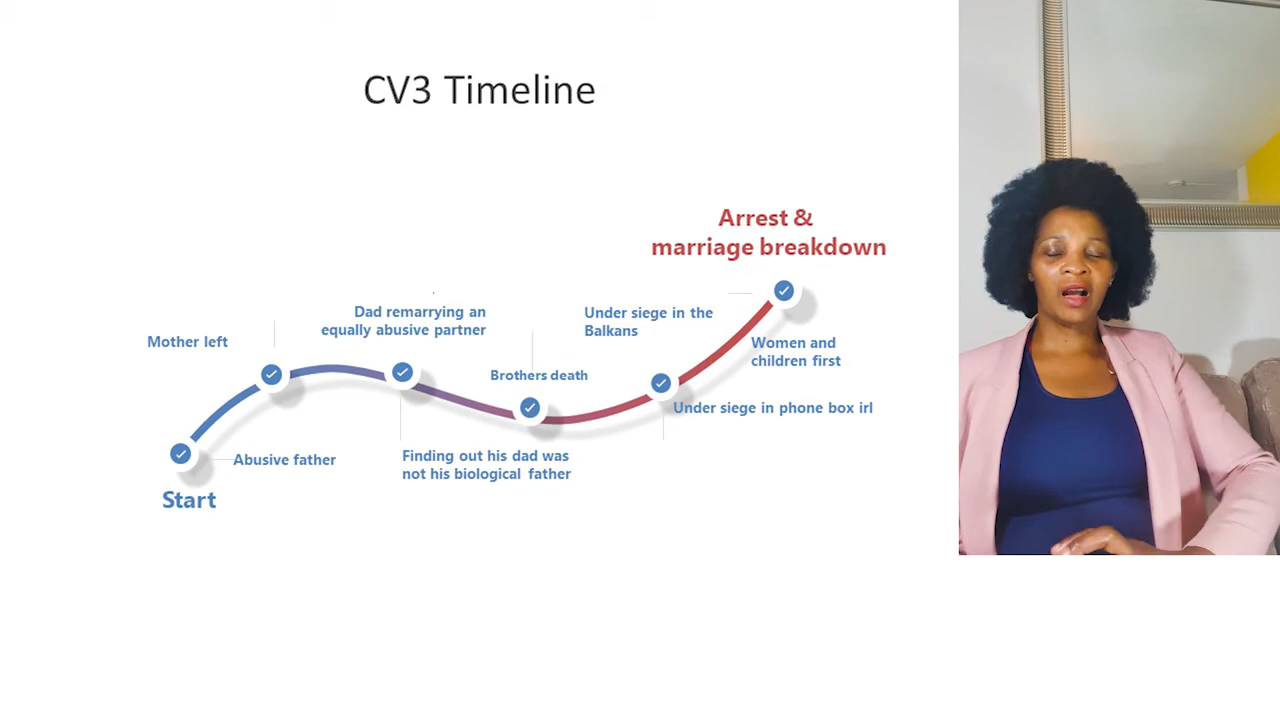 CV3 Timeline
Arrest &
marriage breakdown
Dad remarrying an
equally abusive partner
Under siege in the
Balkans
Mother left
Women and
children first
Brothers death
Under siege in phone box irl
Abusive father
Finding out his dad was
not his biological father
Start